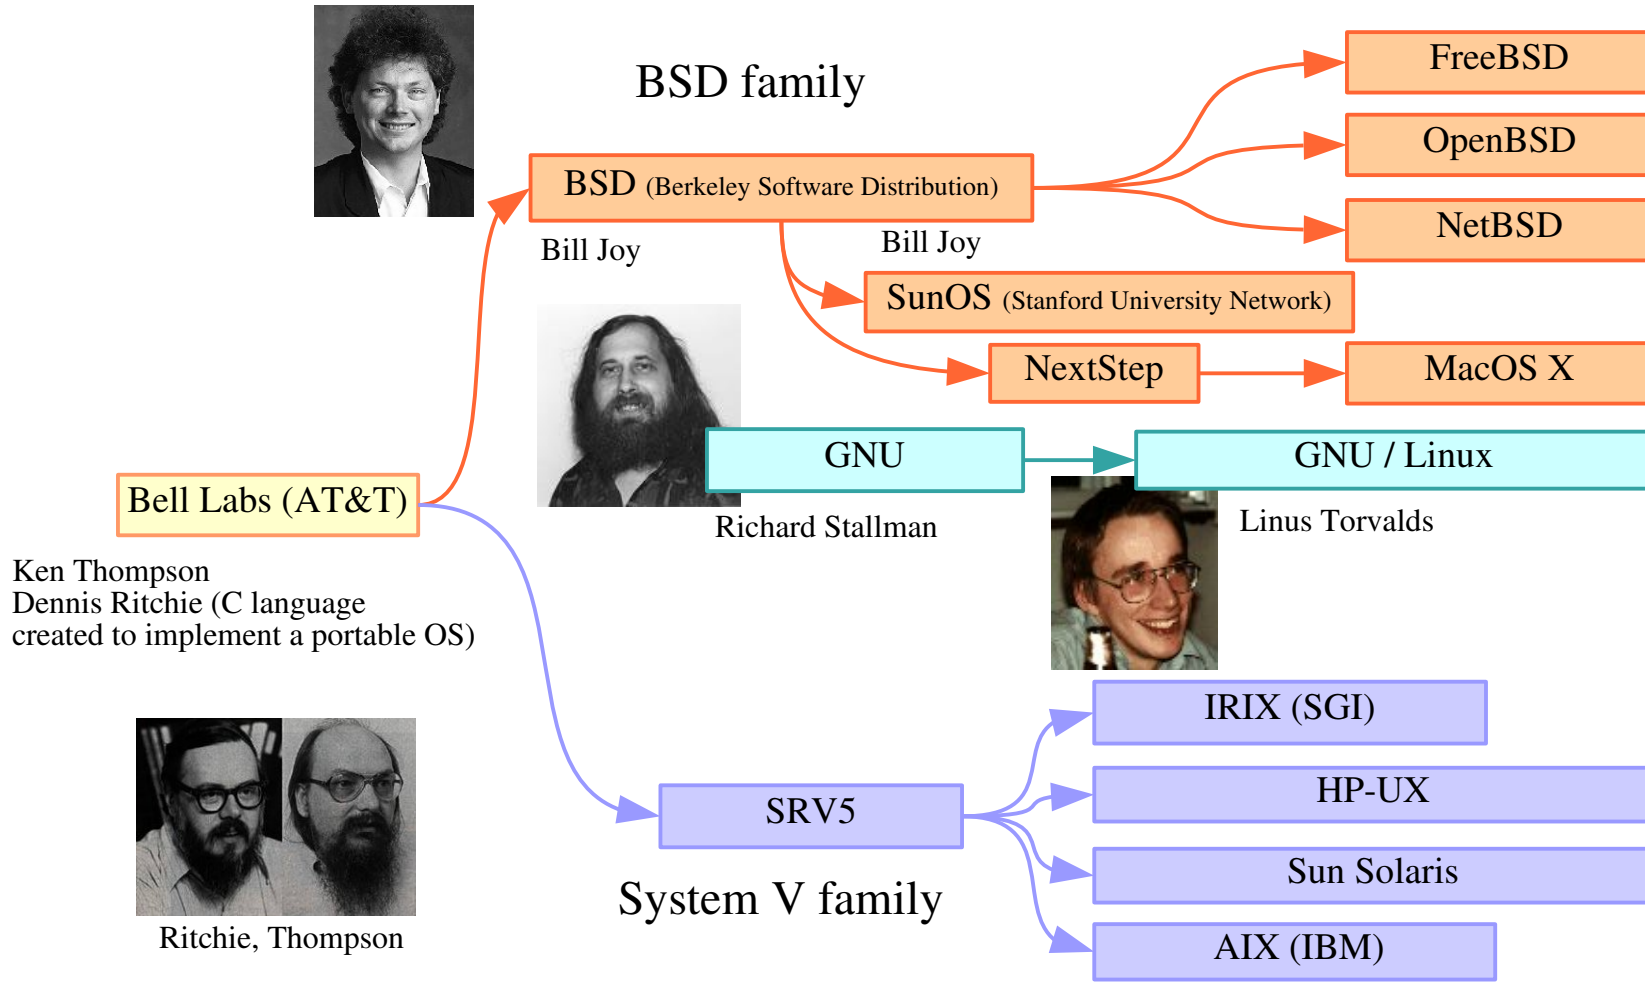 BSD family
FreeBSD
OpenBSD
BSD (Berkeley Software Distribution)
NetBSD
Bill Joy
Bill Joy
SunOS (Stanford University Network)
NextStep
MacOS X
GNU
GNU / Linux
Richard Stallman
Linus Torvalds
Bell Labs (AT&T)
Ken Thompson
Dennis Ritchie (C language
created to implement a portable OS)
Ritchie, Thompson
IRIX (SGI)
HP-UX
SRV5
Sun Solaris
System V family
AIX (IBM)